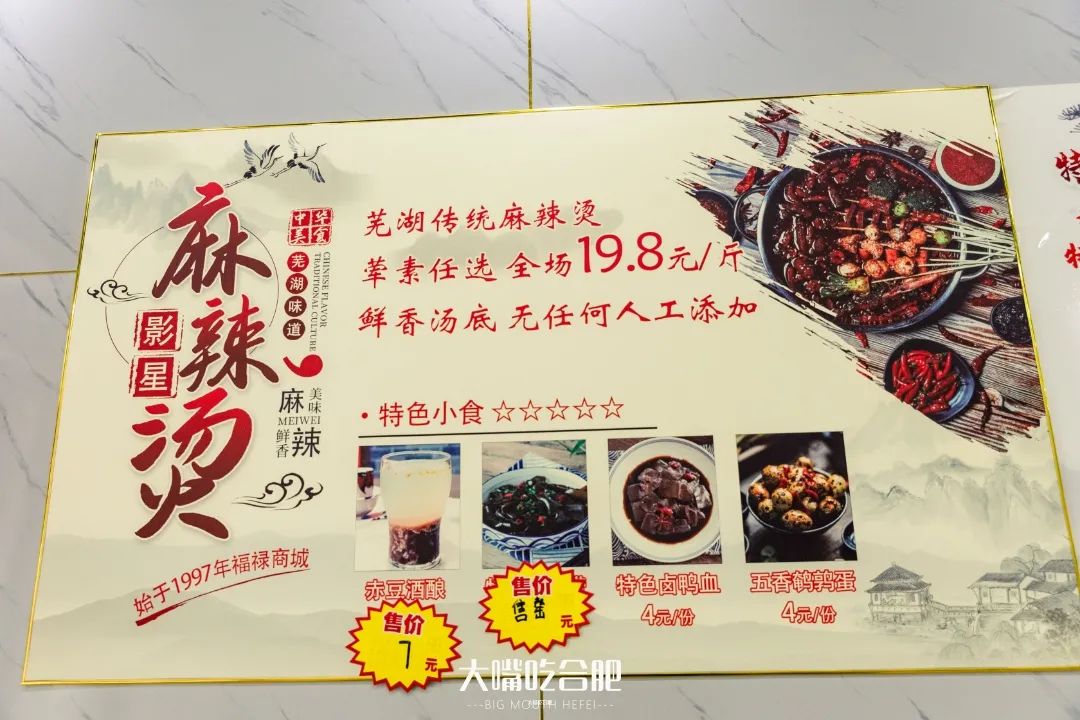 麻辣烫
影星
中华美食
芜湖味道
CHINESE FLAVOR
TRADITIONAL CULTURE
麻辣
美味
MEIWEI
鲜香
始于1997年福禄商城
芜湖传统麻辣烫
荤素任选 全场19.8元/斤
鲜香汤底 无任何人工添加
·特色小食☆☆☆☆☆
赤豆酒酿
售价
7元
售价
售罄元
特色卤鸭血
4元/份
五香鹌鹑蛋
4元/份
特
特
大嘴吃合肥
---BIG MOUTH HEFEI---